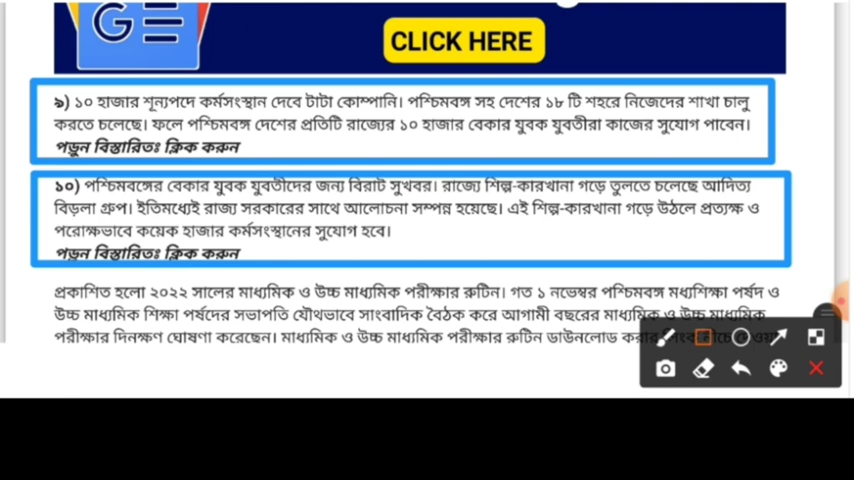 GE
CLICK HERE
৯) ১০ হাজার শূন্যপদে কর্মসংস্থান দেবে টাটা কোম্পানি। পশ্চিমবঙ্গ সহ দেশের ১৮ টি শহরে নিজেদের শাখা চালু
করতে চলেছে। ফলে পশ্চিমবঙ্গ দেশের প্রতিটি রাজ্যের ১০ হাজার বেকার যুবক যুবতীরা কাজের সুযোগ পাবেন।
পড়ুন বিস্তারিতঃ ক্লিক করুন
১০) পশ্চিমবঙ্গের বেকার যুবক যুবতীদের জন্য বিরাট সুখবর। রাজ্যে শিল্প-কারখানা গড়ে তুলতে চলেছে আদিত্য
বিড়লা গ্রুপ। ইতিমধ্যেই রাজ্য সরকারের সাথে আলোচনা সম্পন্ন হয়েছে। এই শিল্প-কারখানা গড়ে উঠলে প্রত্যক্ষ ও
পরোক্ষভাবে কয়েক হাজার কর্মসংস্থানের সুযোগ হবে।
পড়ুন বিস্তারিতঃ ক্লিক করুন
প্রকাশিত হলো ২০২২ সালের মাধ্যমিক ও উচ্চ মাধ্যমিক পরীক্ষার রুটিন। গত ১ নভেম্বর পশ্চিমবঙ্গ মধ্যশিক্ষা পর্ষদ ও
উচ্চ মাধ্যমিক শিক্ষা পর্ষদের সভাপতি যৌথভাবে সাংবাদিক বৈঠক করে আগামী বছরের মাধ্যমিক ও উচ্চ মাধ্যমিক
পরীক্ষার দিনক্ষণ ঘোষণা করেছেন। মাধ্যমিক ও উচ্চ মাধ্যমিক পরীক্ষার রুটিন ডাউনলোড করার